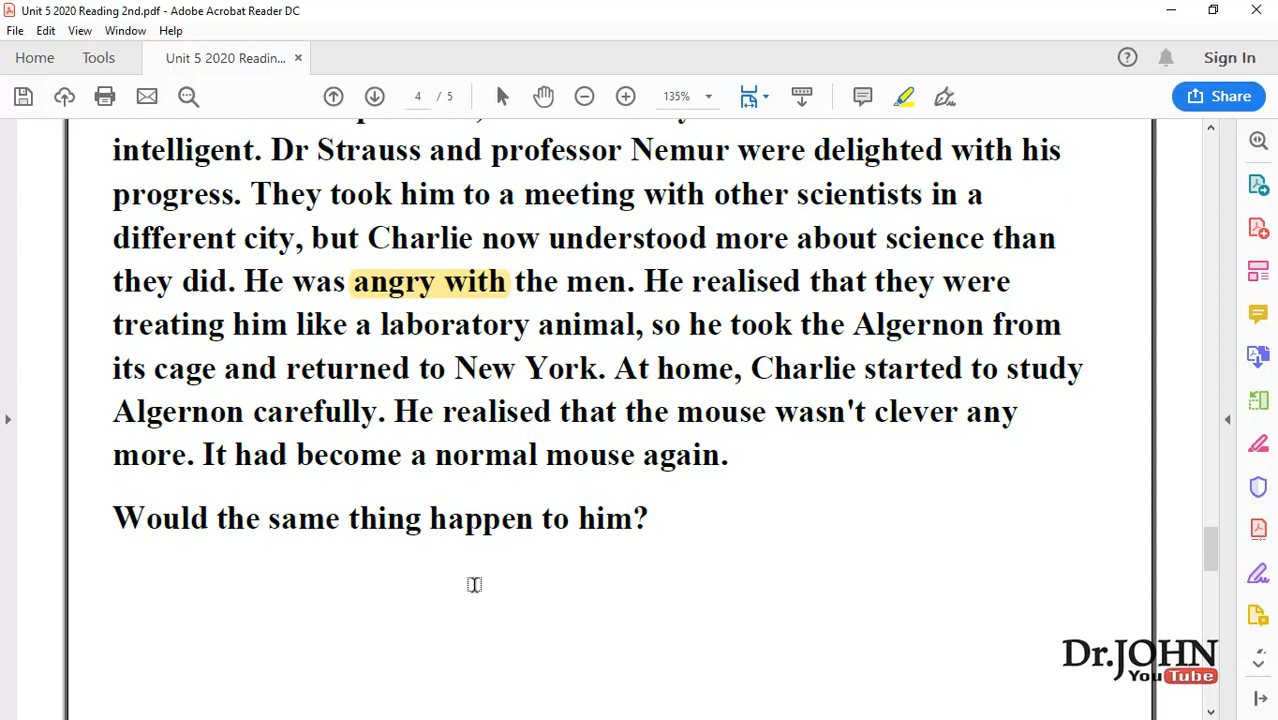 Unit 5 2020 Reading 2nd.pdf - Adobe Acrobat Reader DC
File Edit View Window Help
Home Tools Unit 5 2020 Readin... × Sign In
4 / 5 135% Share
intelligent. Dr Strauss and professor Nemur were delighted with his
progress. They took him to a meeting with other scientists in a
different city, but Charlie now understood more about science than
they did. He was angry with the men. He realised that they were
treating him like a laboratory animal, so he took the Algernon from
its cage and returned to New York. At home, Charlie started to study
Algernon carefully. He realised that the mouse wasn't clever any
more. It had become a normal mouse again.
Would the same thing happen to him?
Dr.JOHN
YouTube